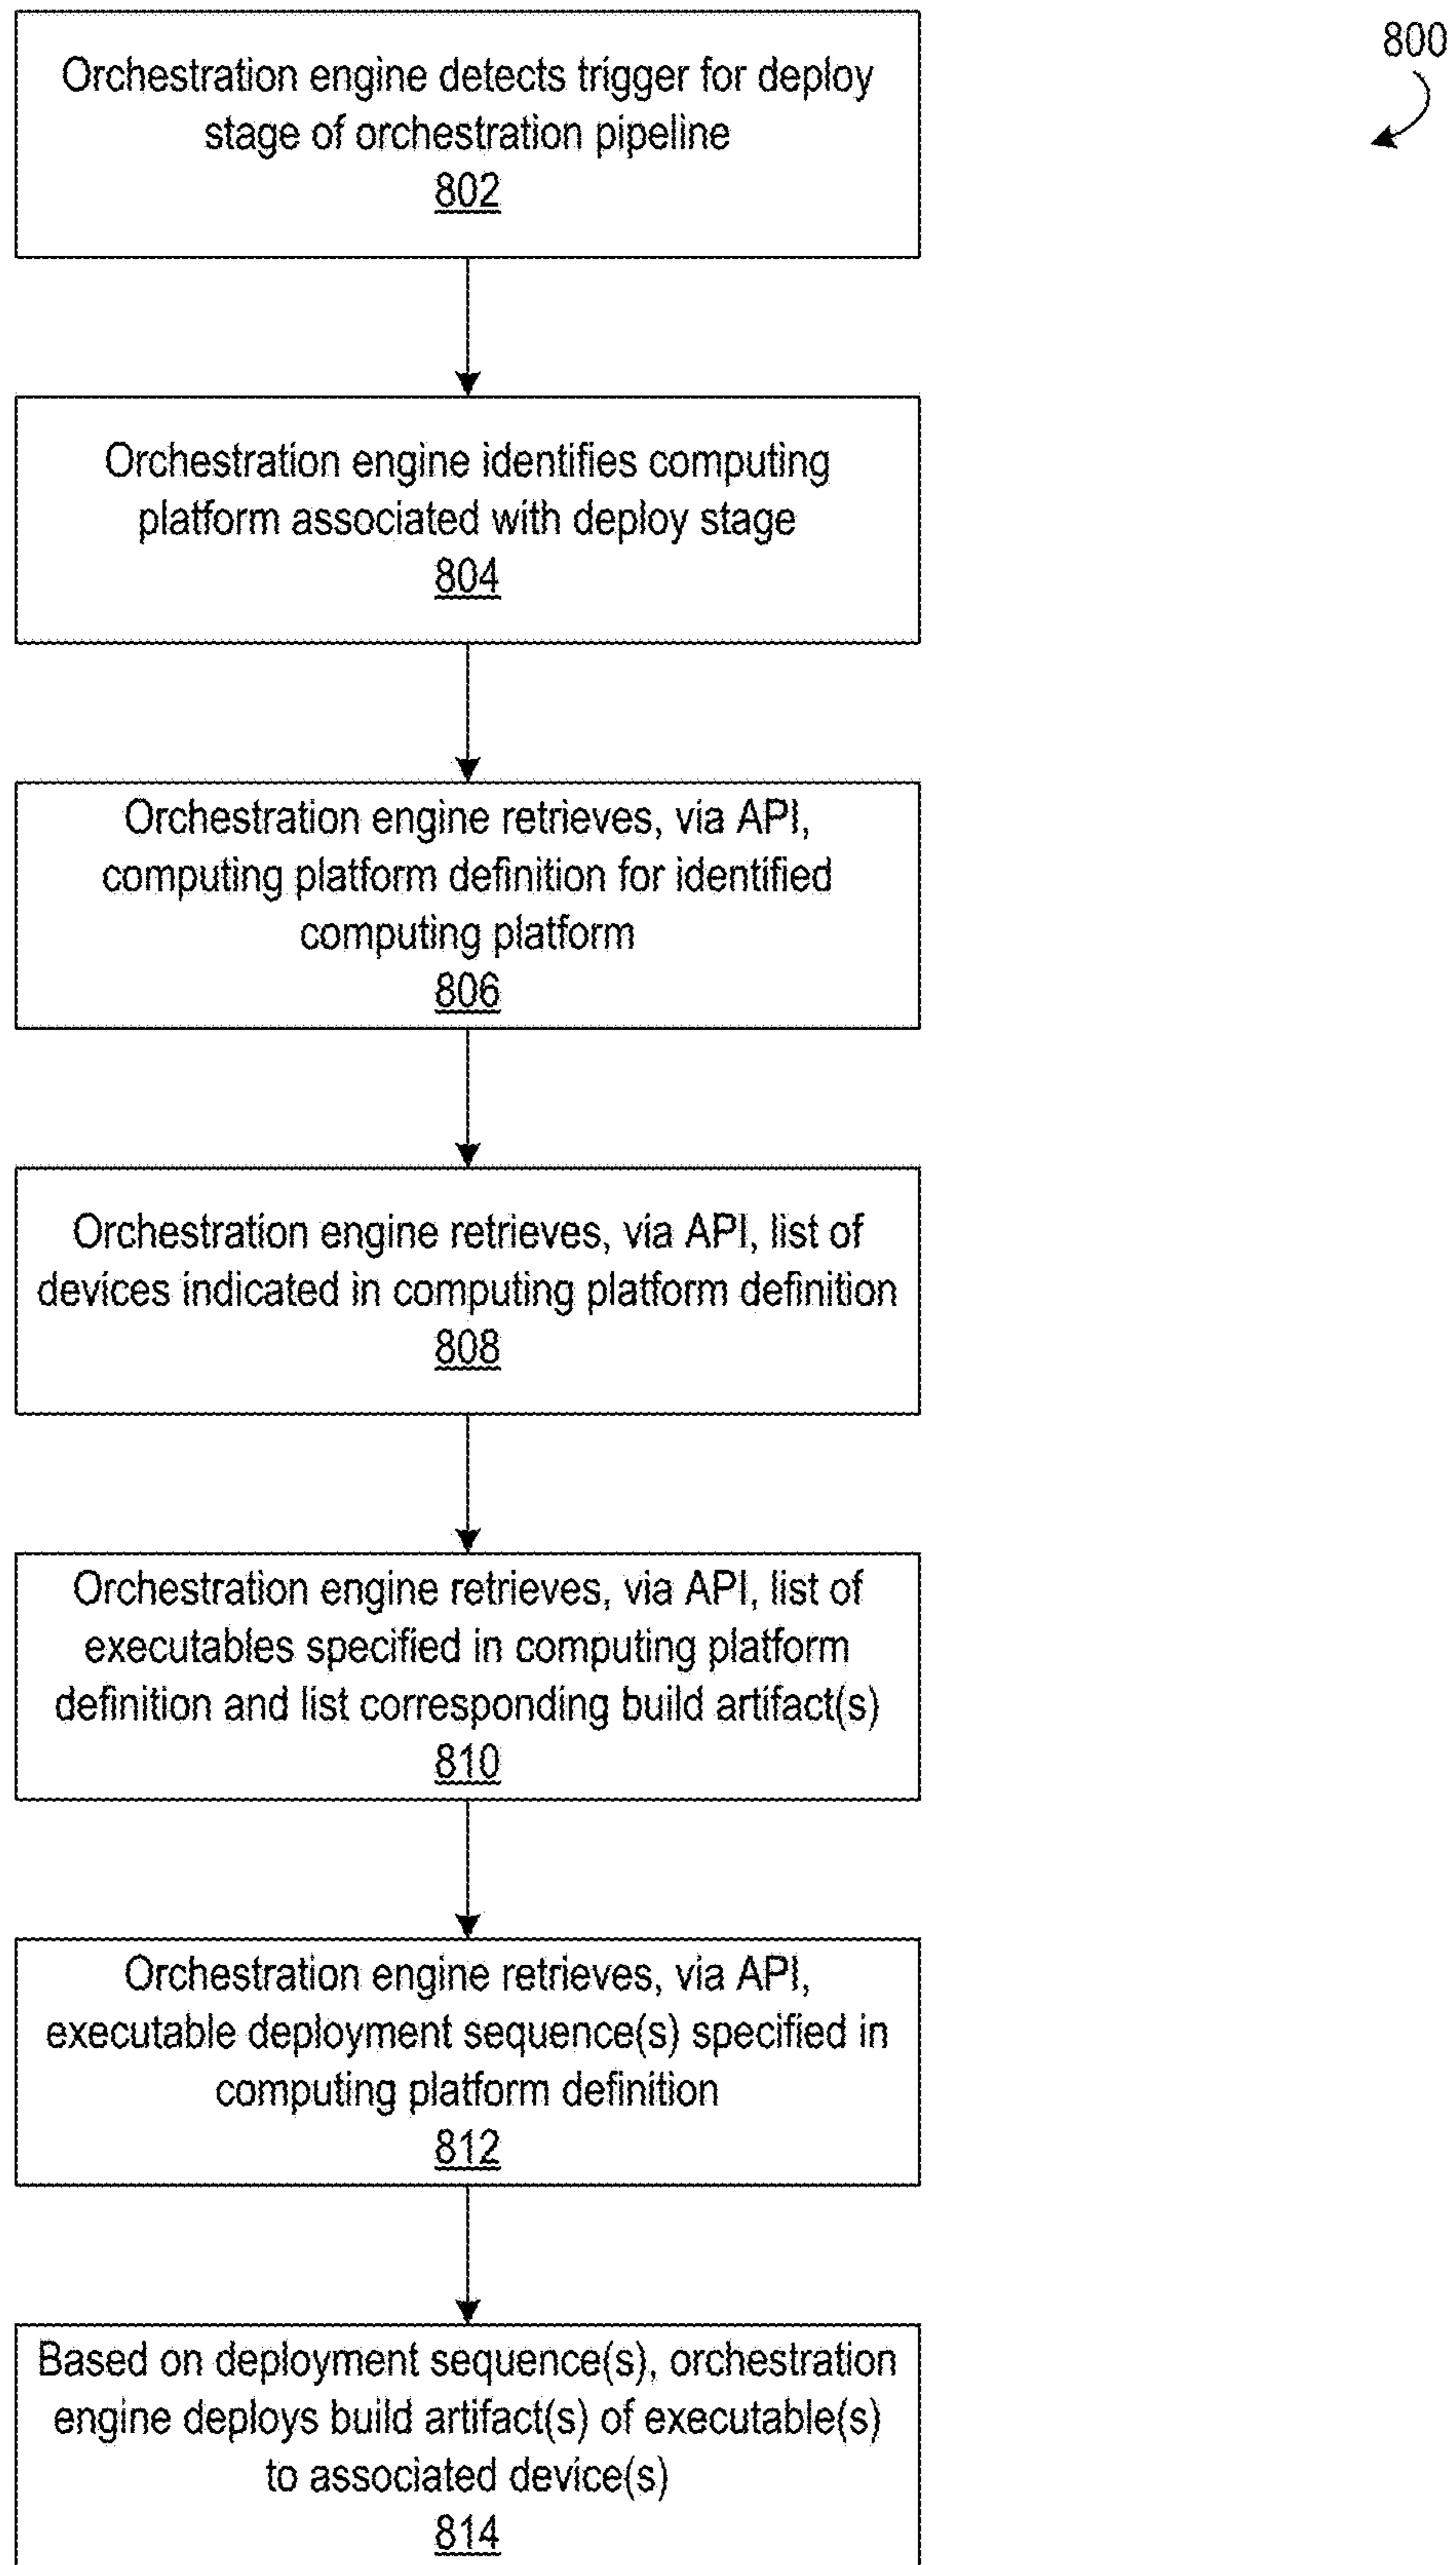 800
Orchestration engine detects trigger for deploy
stage of orchestration pipeline
802
Orchestration engine identifies computing
platform associated with deploy stage
804
Orchestration engine retrieves, via API,
computing platform definition for identified
computing platform
806
Orchestration engine retrieves, via API, list of
devices indicated in computing platform definition
808
Orchestration engine retrieves, via API, list of
executables specified in computing platform
definition and list corresponding build artifact(s)
810
Orchestration engine retrieves, via API,
executable deployment sequence(s) specified in
computing platform definition
812
Based on deployment sequence(s), orchestration
engine deploys build artifact(s) of executable(s)
to associated device(s)
814